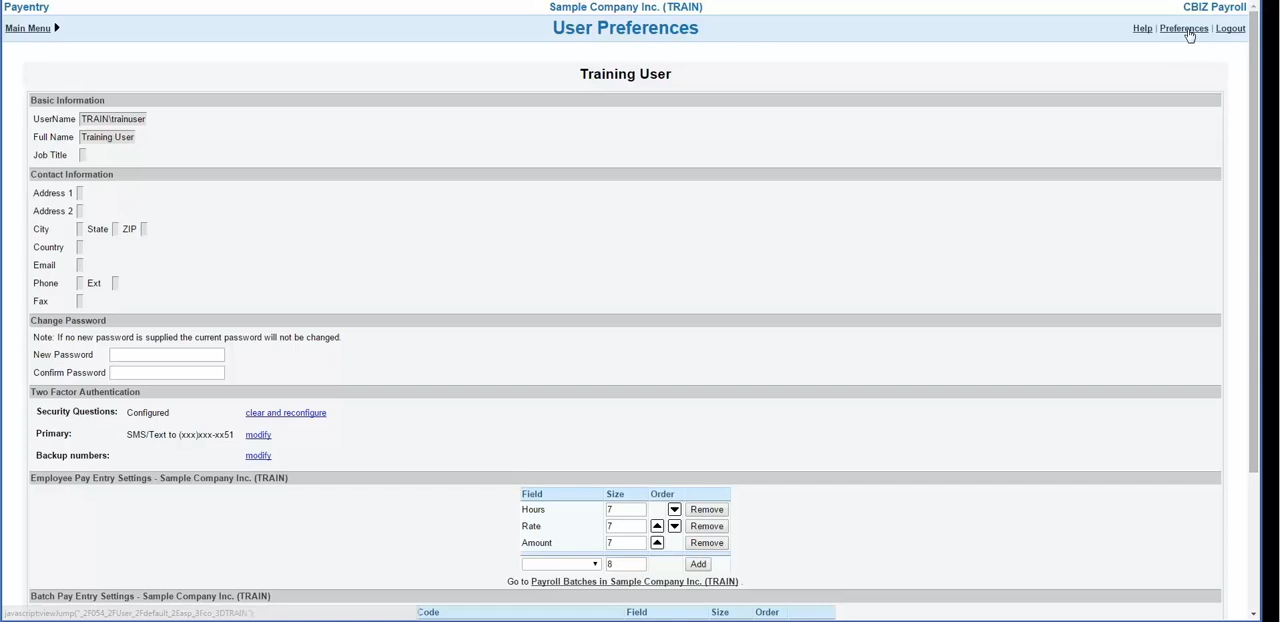 Payentry Sample Company Inc. (TRAIN) CBIZ Payroll
Main Menu User Preferences Help | Preferences | Logout
Training User
Basic Information
UserName TRAIN\trainuser
Full Name Training User
Job Title
Contact Information
Address 1
Address 2
City State ZIP
Country
Email
Phone Ext
Fax
Change Password
Note: If no new password is supplied the current password will not be changed.
New Password
Confirm Password
Two Factor Authentication
Security Questions: Configured clear and reconfigure
Primary: SMS/Text to (xxx)xxx-xx51 modify
Backup numbers: modify
Employee Pay Entry Settings - Sample Company Inc. (TRAIN)
Field Size Order
Hours 7 Remove
Rate 7 Remove
Amount 7 Remove
8 Add
Go to Payroll Batches in Sample Company Inc. (TRAIN) .
Batch Pay Entry Settings - Sample Company Inc. (TRAIN)
Code Field Size Order